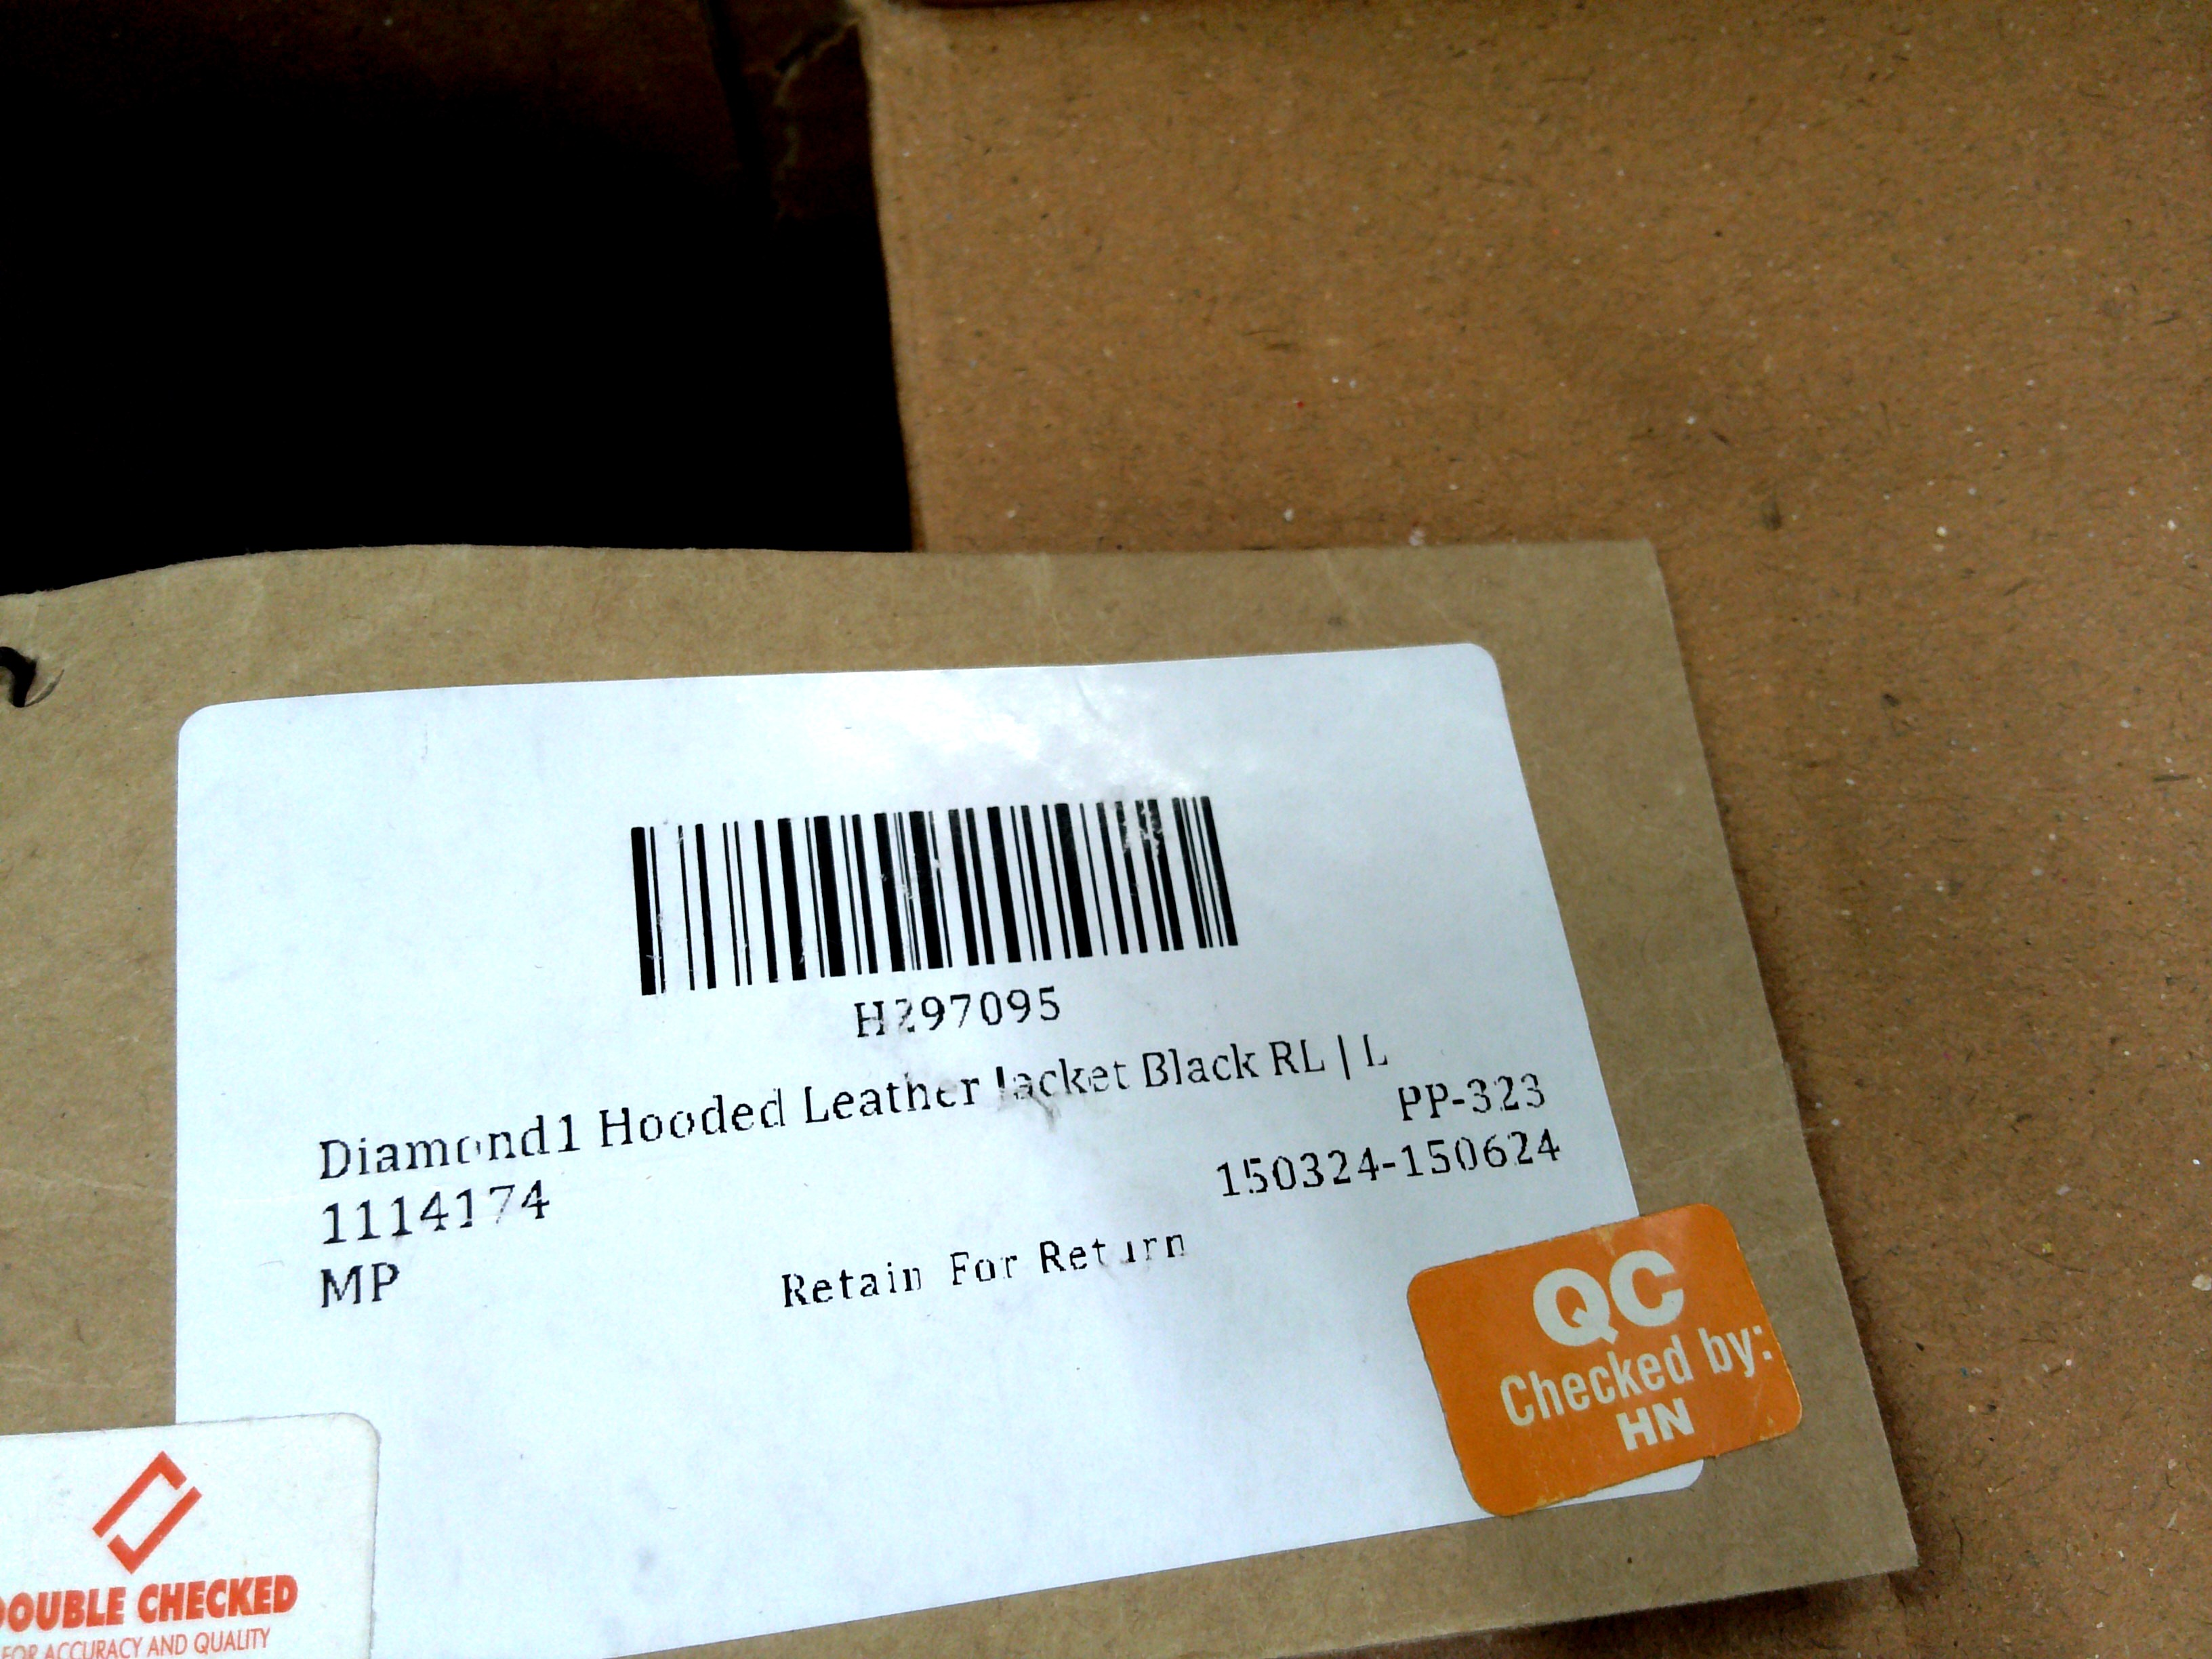 H297095
Diamond1 Hooded Leather Jacket Black RL | L
PP-323
1114174
150324-150624
MP
Retain For Return
QC
Checked by:
HN
DOUBLE CHECKED
FOR ACCURACY AND QUALITY